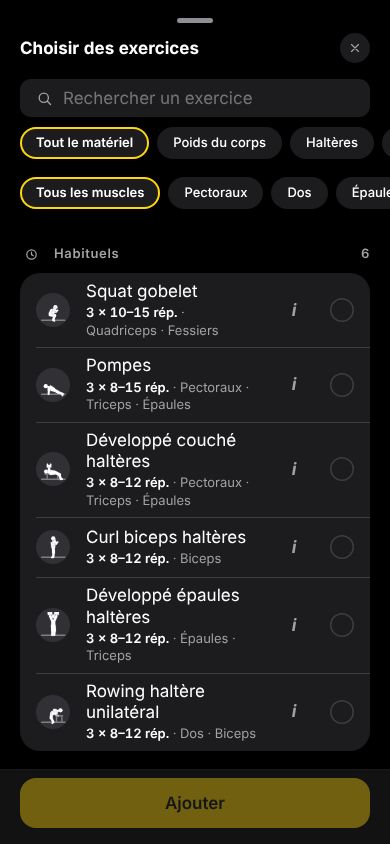 Choisir des exercices
Rechercher un exercice
Tout le matériel
Poids du corps
Haltères
Tous les muscles
Pectoraux
Dos
Épaule
Habituels
6
Squat gobelet
3 × 10–15 rép. ·
Quadriceps · Fessiers
i
Pompes
3 × 8–15 rép. · Pectoraux ·
Triceps · Épaules
i
Développé couché
haltères
3 × 8–12 rép. · Pectoraux ·
Triceps · Épaules
i
Curl biceps haltères
3 × 8–12 rép. · Biceps
i
Développé épaules
haltères
3 × 8–12 rép. · Épaules ·
Triceps
i
Rowing haltère
unilatéral
3 × 8–12 rép. · Dos · Biceps
i
Ajouter